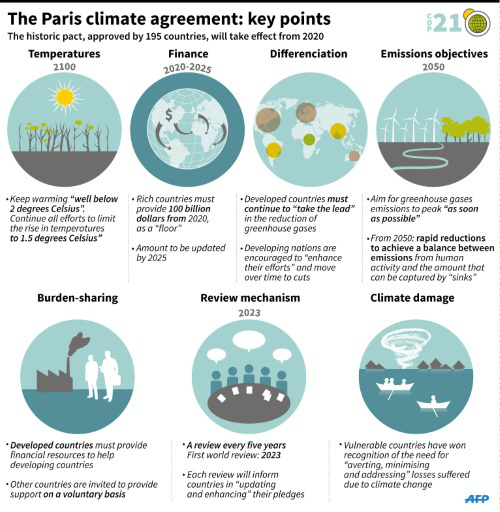 The Paris climate agreement: key points
The historic pact, approved by 195 countries, will take effect from 2020
COP
21
Temperatures
2100
• Keep warming "well below
2 degrees Celsius".
Continue all efforts to limit
the rise in temperatures
to 1.5 degrees Celsius"
Finance
2020-2025
$
• Rich countries must
provide 100 billion
dollars from 2020,
as a "floor"
• Amount to be updated
by 2025
Differenciation
• Developed countries must
continue to "take the lead"
in the reduction of
greenhouse gases
• Developing nations are
encouraged to "enhance
their efforts" and move
over time to cuts
Emissions objectives
2050
• Aim for greenhouse gases
emissions to peak "as soon
as possible"
• From 2050: rapid reductions
to achieve a balance between
emissions from human
activity and the amount that
can be captured by "sinks"
Burden-sharing
• Developed countries must provide
financial resources to help
developing countries
• Other countries are invited to provide
support on a voluntary basis
Review mechanism
2023
• A review every five years
First world review: 2023
• Each review will inform
countries in "updating
and enhancing" their pledges
Climate damage
• Vulnerable countries have won
recognition of the need for
"averting, minimising
and addressing" losses suffered
due to climate change
AFP